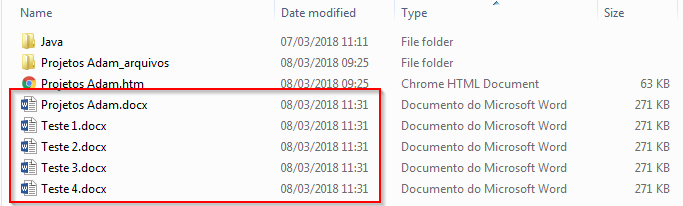 Name Date modified Type Size
Java 07/03/2018 11:11 File folder
Projetos Adam_arquivos 08/03/2018 09:25 File folder
Projetos Adam.htm 08/03/2018 09:25 Chrome HTML Document 63 KB
Projetos Adam.docx 08/03/2018 11:31 Documento do Microsoft Word 271 KB
Teste 1.docx 08/03/2018 11:31 Documento do Microsoft Word 271 KB
Teste 2.docx 08/03/2018 11:31 Documento do Microsoft Word 271 KB
Teste 3.docx 08/03/2018 11:31 Documento do Microsoft Word 271 KB
Teste 4.docx 08/03/2018 11:31 Documento do Microsoft Word 271 KB